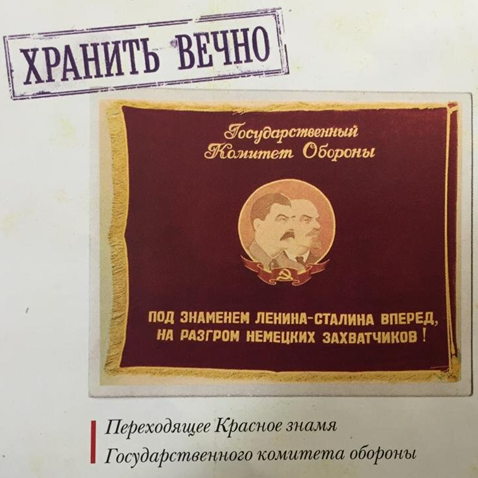 ХРАНИТЬ ВЕЧНО
Государственный
Комитет Обороны
ПОД ЗНАМЕНЕМ ЛЕНИНА-СТАЛИНА ВПЕРЕД,
НА РАЗГРОМ НЕМЕЦКИХ ЗАХВАТЧИКОВ!
Переходящее Красное знамя
Государственного комитета обороны